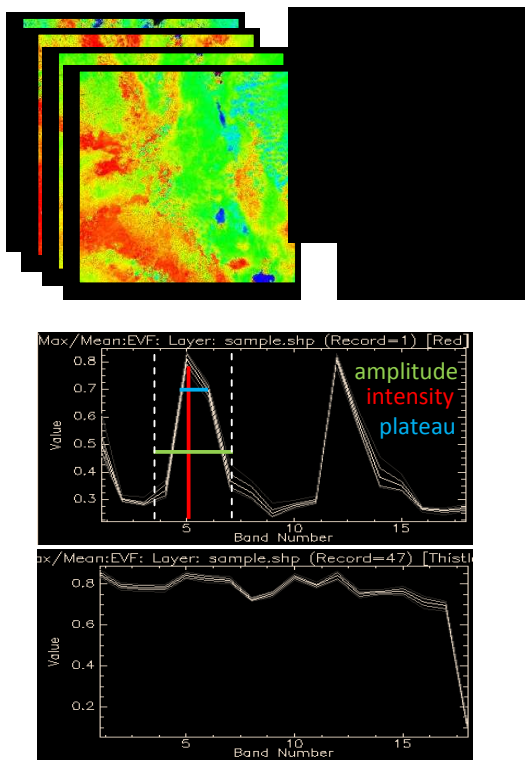 Max/Mean:EVF: Layer: sample.shp (Record=1) [Red
0.8
0.7
0.6
0.5
0.4
0.3
Value
amplitude
intensity
plateau
5
10
15
Band Number
ax/Mean:EVF: Layer: sample.shp (Record=47) [Thistl
0.8
0.6
0.4
0.2
Value
5
10
15
Band Number